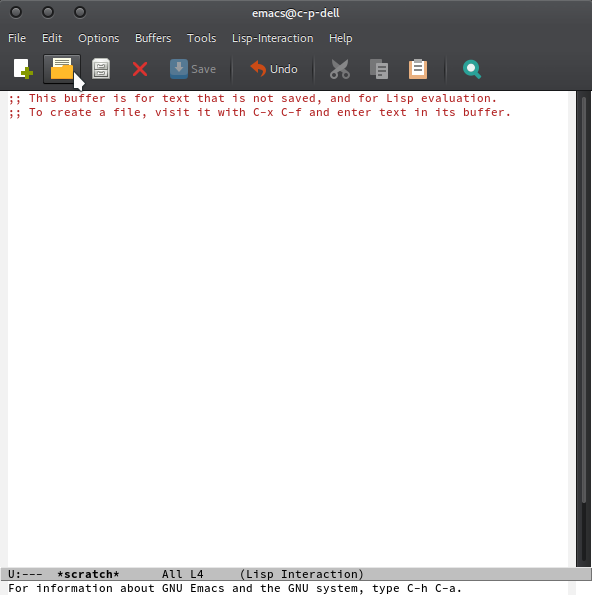 emacs@c-p-dell
File Edit Options Buffers Tools Lisp-Interaction Help
Save Undo
;; This buffer is for text that is not saved, and for Lisp evaluation.
;; To create a file, visit it with C-x C-f and enter text in its buffer.
U:--- *scratch* All L4 (Lisp Interaction)
For information about GNU Emacs and the GNU system, type C-h C-a.